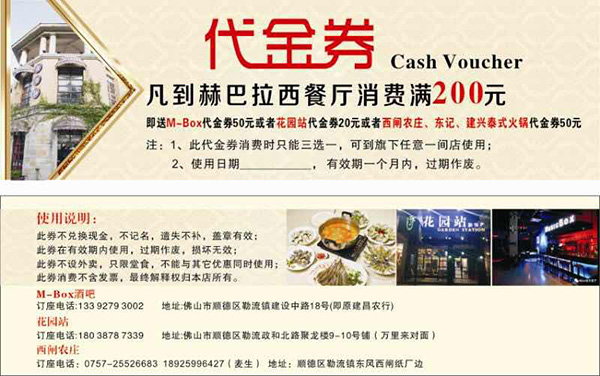 代金券
Cash Voucher
凡到赫巴拉西餐厅消费满200元
即送M-Box代金券50元或者花园站代金券20元或者西闸农庄、东记、建兴泰式火锅代金券50元
注：1、此代金券消费时只能三选一，可到旗下任意一间店使用；
2、使用日期__________，有效期一个月内，过期作废。
使用说明：
此券不兑换现金，不记名，遗失不补，盖章有效；
此券在有效期内使用，过期作废，损坏无效；
此券不设外卖，只限堂食，不能与其它优惠同时使用；
此券消费不含发票，最终解释权归本店所有。
花园站
GARDEN STATION
M-Box酒吧
订座电话:133 9279 3002 地址:佛山市顺德区勒流镇建设中路18号(即原建昌农行)
花园站
订座电话:180 3878 7339 地址:佛山市顺德区勒流政和北路聚龙楼9-10号铺（万里来对面）
西闸农庄
订座电话: 0757-25526683 18925996427（麦生） 地址：顺德区勒流镇东风西闸纸厂边